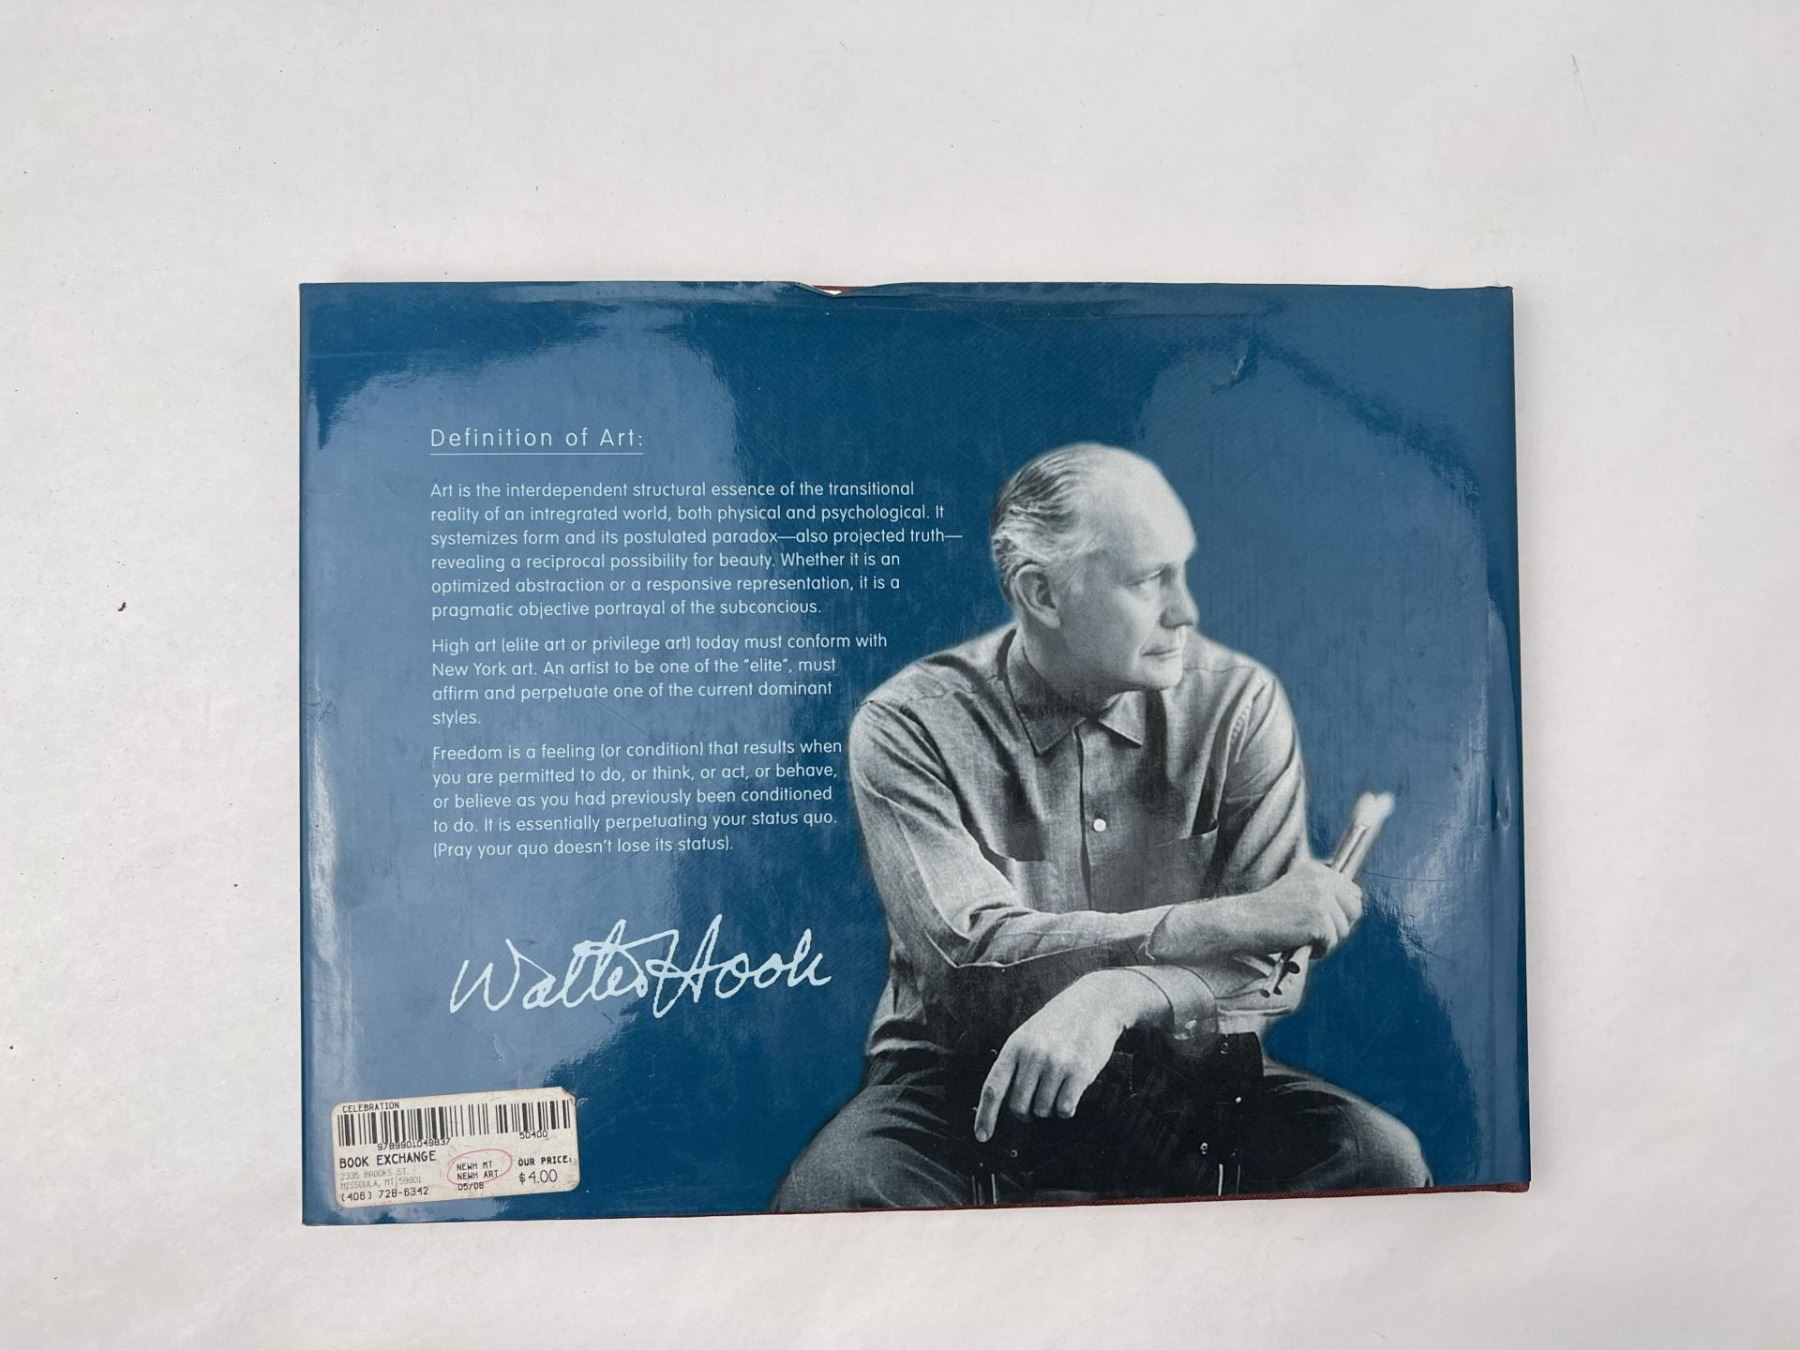 Definition of Art:
Art is the interdependent structural essence of the transitional
reality of an intregrated world, both physical and psychological. It
systemizes form and its postulated paradox—also projected truth—
revealing a reciprocal possibility for beauty. Whether it is an
optimized abstraction or a responsive representation, it is a
pragmatic objective portrayal of the subconcious.
High art (elite art or privilege art) today must conform with
New York art. An artist to be one of the "elite", must
affirm and perpetuate one of the current dominant
styles.
Freedom is a feeling (or condition) that results when
you are permitted to do, or think, or act, or behave,
or believe as you had previously been conditioned
to do. It is essentially perpetuating your status quo.
(Pray your quo doesn't lose its status).
Walter Hook
CELEBRATION
9789901049837 50400
BOOK EXCHANGE
2335 BROOKS ST.
MISSOULA, MT 59801
(406) 728-6342
NEWH MT
NEWH ART
05/08
OUR PRICE:
$4.00